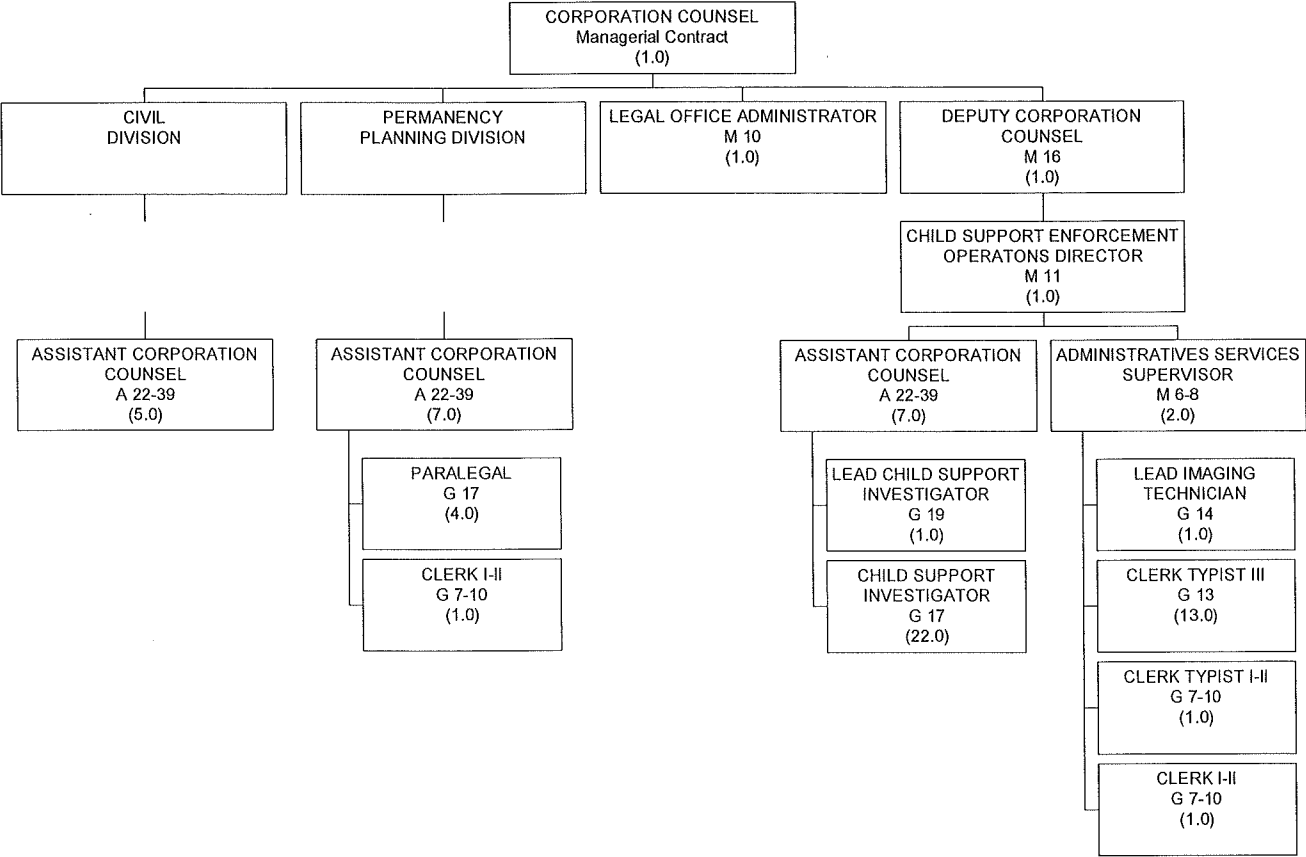 CORPORATION COUNSEL
Managerial Contract
(1.0)
CIVIL
DIVISION
PERMANENCY
PLANNING DIVISION
LEGAL OFFICE ADMINISTRATOR
M 10
(1.0)
DEPUTY CORPORATION
COUNSEL
M 16
(1.0)
CHILD SUPPORT ENFORCEMENT
OPERATONS DIRECTOR
M 11
(1.0)
ASSISTANT CORPORATION
COUNSEL
A 22-39
(5.0)
ASSISTANT CORPORATION
COUNSEL
A 22-39
(7.0)
PARALEGAL
G 17
(4.0)
CLERK I-II
G 7-10
(1.0)
ASSISTANT CORPORATION
COUNSEL
A 22-39
(7.0)
LEAD CHILD SUPPORT
INVESTIGATOR
G 19
(1.0)
CHILD SUPPORT
INVESTIGATOR
G 17
(22.0)
ADMINISTRATIVES SERVICES
SUPERVISOR
M 6-8
(2.0)
LEAD IMAGING
TECHNICIAN
G 14
(1.0)
CLERK TYPIST III
G 13
(13.0)
CLERK TYPIST I-II
G 7-10
(1.0)
CLERK I-II
G 7-10
(1.0)